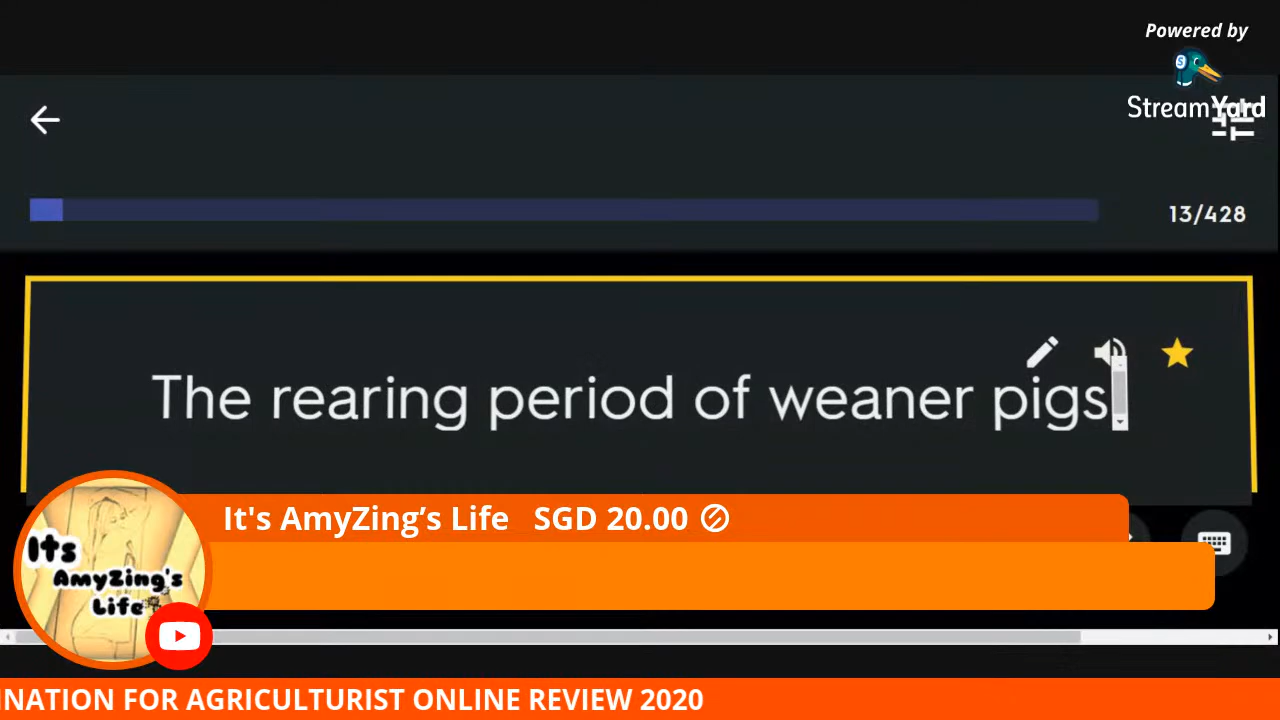 Powered by
StreamYard
13/428
The rearing period of weaner pigs
It's AmyZing’s Life SGD 20.00
Its
AmyZing's
Life
INATION FOR AGRICULTURIST ONLINE REVIEW 2020